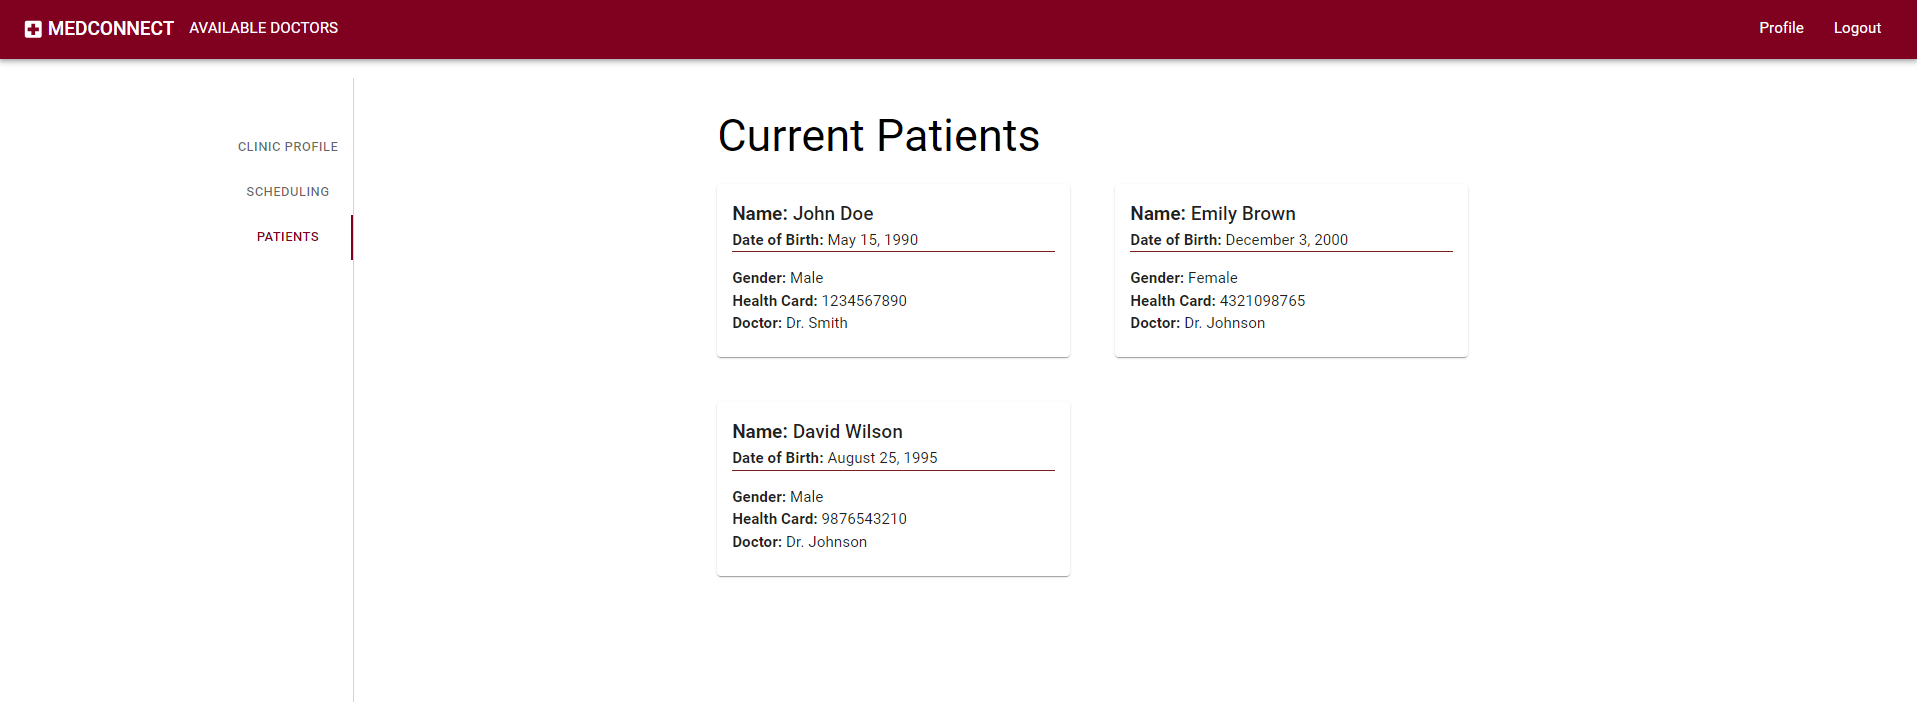 MEDCONNECT AVAILABLE DOCTORS Profile Logout
CLINIC PROFILE
SCHEDULING
PATIENTS
Current Patients
Name: John Doe
Date of Birth: May 15, 1990
Gender: Male
Health Card: 1234567890
Doctor: Dr. Smith
Name: Emily Brown
Date of Birth: December 3, 2000
Gender: Female
Health Card: 4321098765
Doctor: Dr. Johnson
Name: David Wilson
Date of Birth: August 25, 1995
Gender: Male
Health Card: 9876543210
Doctor: Dr. Johnson